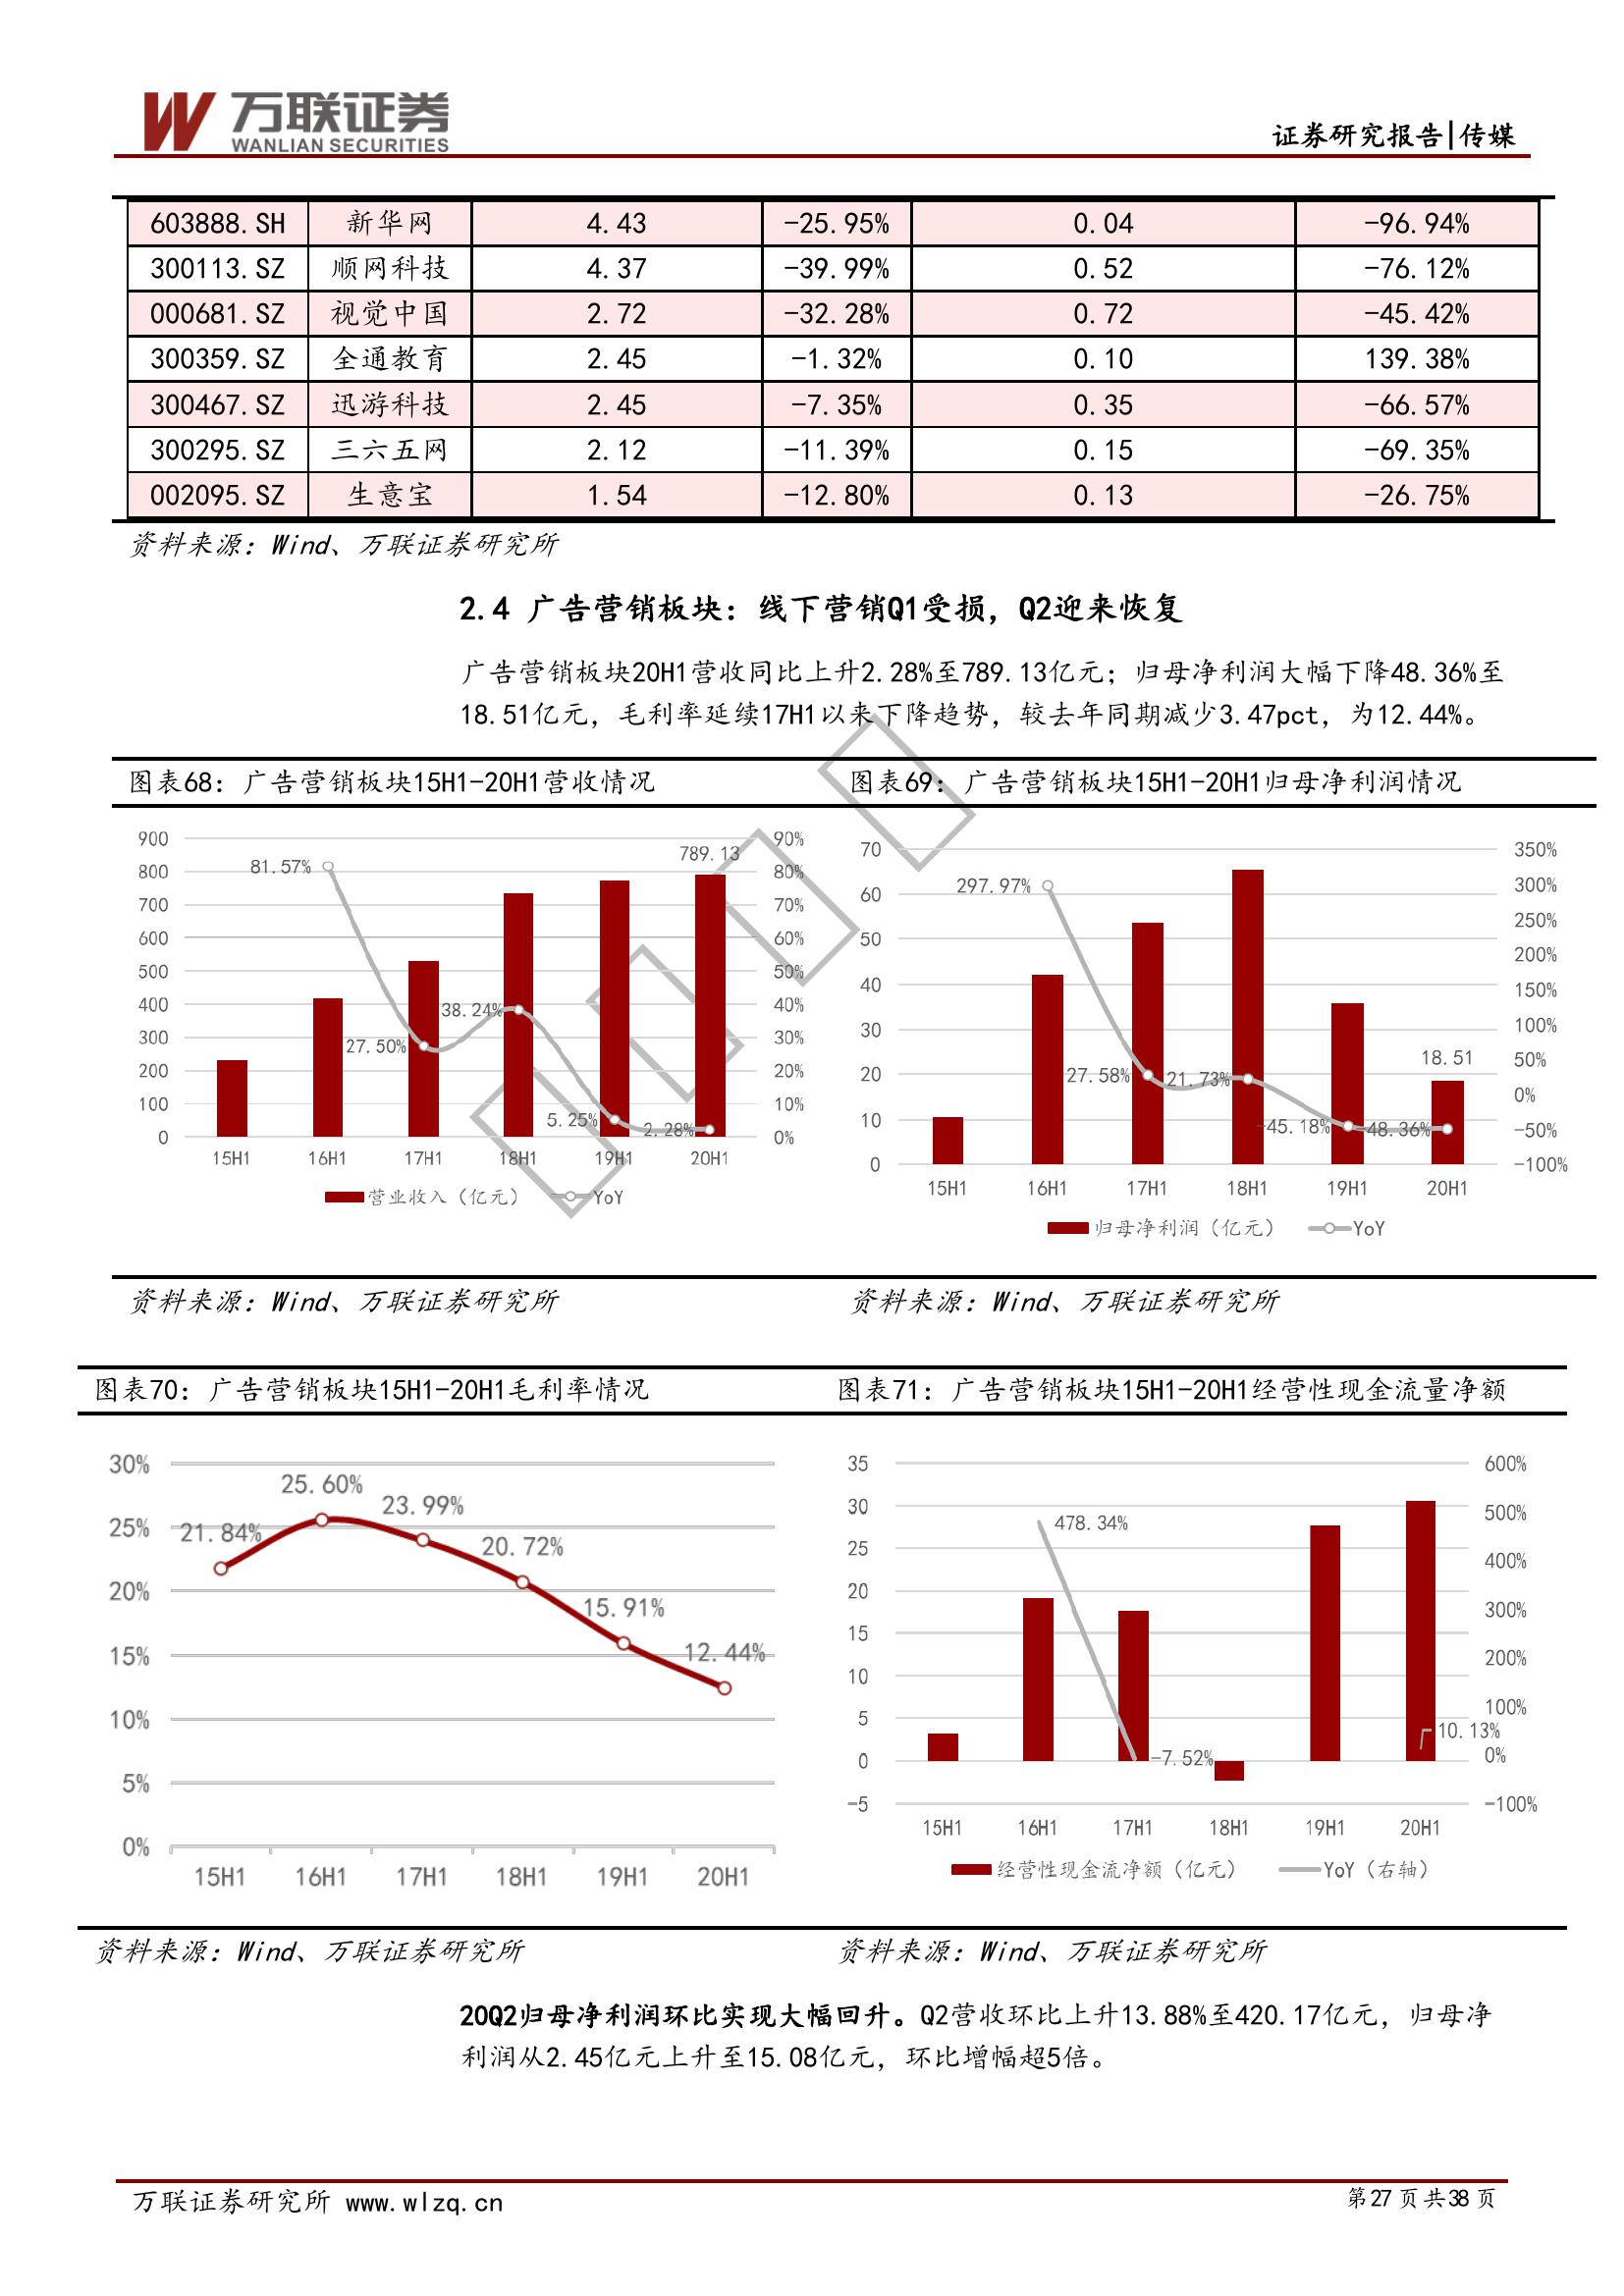 万联证券
WANLIAN SECURITIES
证券研究报告|传媒
603888.SH 新华网 4.43 -25.95% 0.04 -96.94%
300113.SZ 顺网科技 4.37 -39.99% 0.52 -76.12%
000681.SZ 视觉中国 2.72 -32.28% 0.72 -45.42%
300359.SZ 全通教育 2.45 -1.32% 0.10 139.38%
300467.SZ 迅游科技 2.45 -7.35% 0.35 -66.57%
300295.SZ 三六五网 2.12 -11.39% 0.15 -69.35%
002095.SZ 生意宝 1.54 -12.80% 0.13 -26.75%
资料来源：Wind、万联证券研究所
2.4 广告营销板块：线下营销Q1受损，Q2迎来恢复
广告营销板块20H1营收同比上升2.28%至789.13亿元；归母净利润大幅下降48.36%至
18.51亿元，毛利率延续17H1以来下降趋势，较去年同期减少3.47pct，为12.44%。
图表68：广告营销板块15H1-20H1营收情况
900 90%
800 80%
700 70%
600 60%
500 50%
400 40%
300 30%
200 20%
100 10%
0 0%
81.57% 27.50% 38.24% 5.25% 2.28%
789.13
15H1 16H1 17H1 18H1 19H1 20H1
营业收入（亿元） YoY
图表69：广告营销板块15H1-20H1归母净利润情况
70 60 50 40 30 20 10 0
350% 300% 250% 200% 150% 100% 50% 0% -50% -100%
297.97% 27.58% 21.73% -45.18% -48.36%
18.51
15H1 16H1 17H1 18H1 19H1 20H1
归母净利润（亿元） YoY
资料来源：Wind、万联证券研究所
资料来源：Wind、万联证券研究所
图表70：广告营销板块15H1-20H1毛利率情况
30% 25% 20% 15% 10% 5% 0%
21.84% 25.60% 23.99% 20.72% 15.91% 12.44%
15H1 16H1 17H1 18H1 19H1 20H1
图表71：广告营销板块15H1-20H1经营性现金流量净额
35 30 25 20 15 10 5 0 -5
600% 500% 400% 300% 200% 100% 0% -100%
478.34% -7.52% 10.13%
15H1 16H1 17H1 18H1 19H1 20H1
经营性现金流净额（亿元） YoY（右轴）
资料来源：Wind、万联证券研究所
资料来源：Wind、万联证券研究所
20Q2归母净利润环比实现大幅回升。Q2营收环比上升13.88%至420.17亿元，归母净
利润从2.45亿元上升至15.08亿元，环比增幅超5倍。
万联证券研究所 www.wlzq.cn
第27页共38页